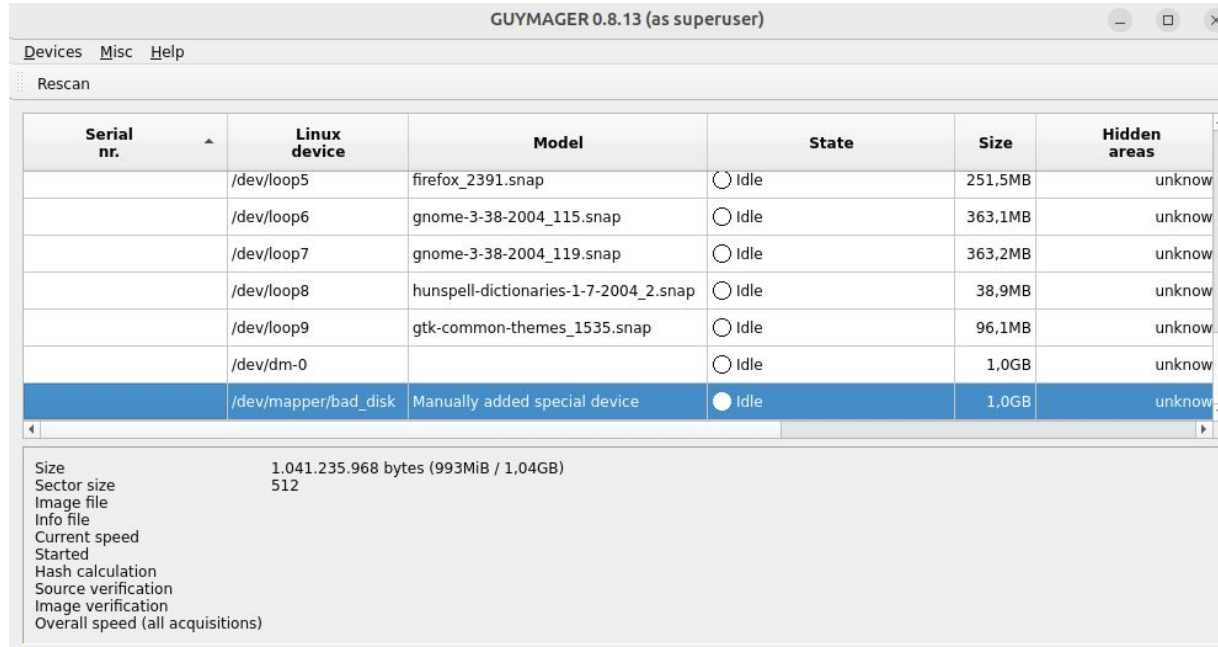 GUYMAGER 0.8.13 (as superuser)
Devices Misc Help
Rescan
Serial nr. Linux device Model State Size Hidden areas
/dev/loop5 firefox_2391.snap Idle 251,5MB unknow
/dev/loop6 gnome-3-38-2004_115.snap Idle 363,1MB unknow
/dev/loop7 gnome-3-38-2004_119.snap Idle 363,2MB unknow
/dev/loop8 hunspell-dictionaries-1-7-2004_2.snap Idle 38,9MB unknow
/dev/loop9 gtk-common-themes_1535.snap Idle 96,1MB unknow
/dev/dm-0 Idle 1,0GB unknow
/dev/mapper/bad_disk Manually added special device Idle 1,0GB unknow
Size 1.041.235.968 bytes (993MiB / 1,04GB)
Sector size 512
Image file
Info file
Current speed
Started
Hash calculation
Source verification
Image verification
Overall speed (all acquisitions)